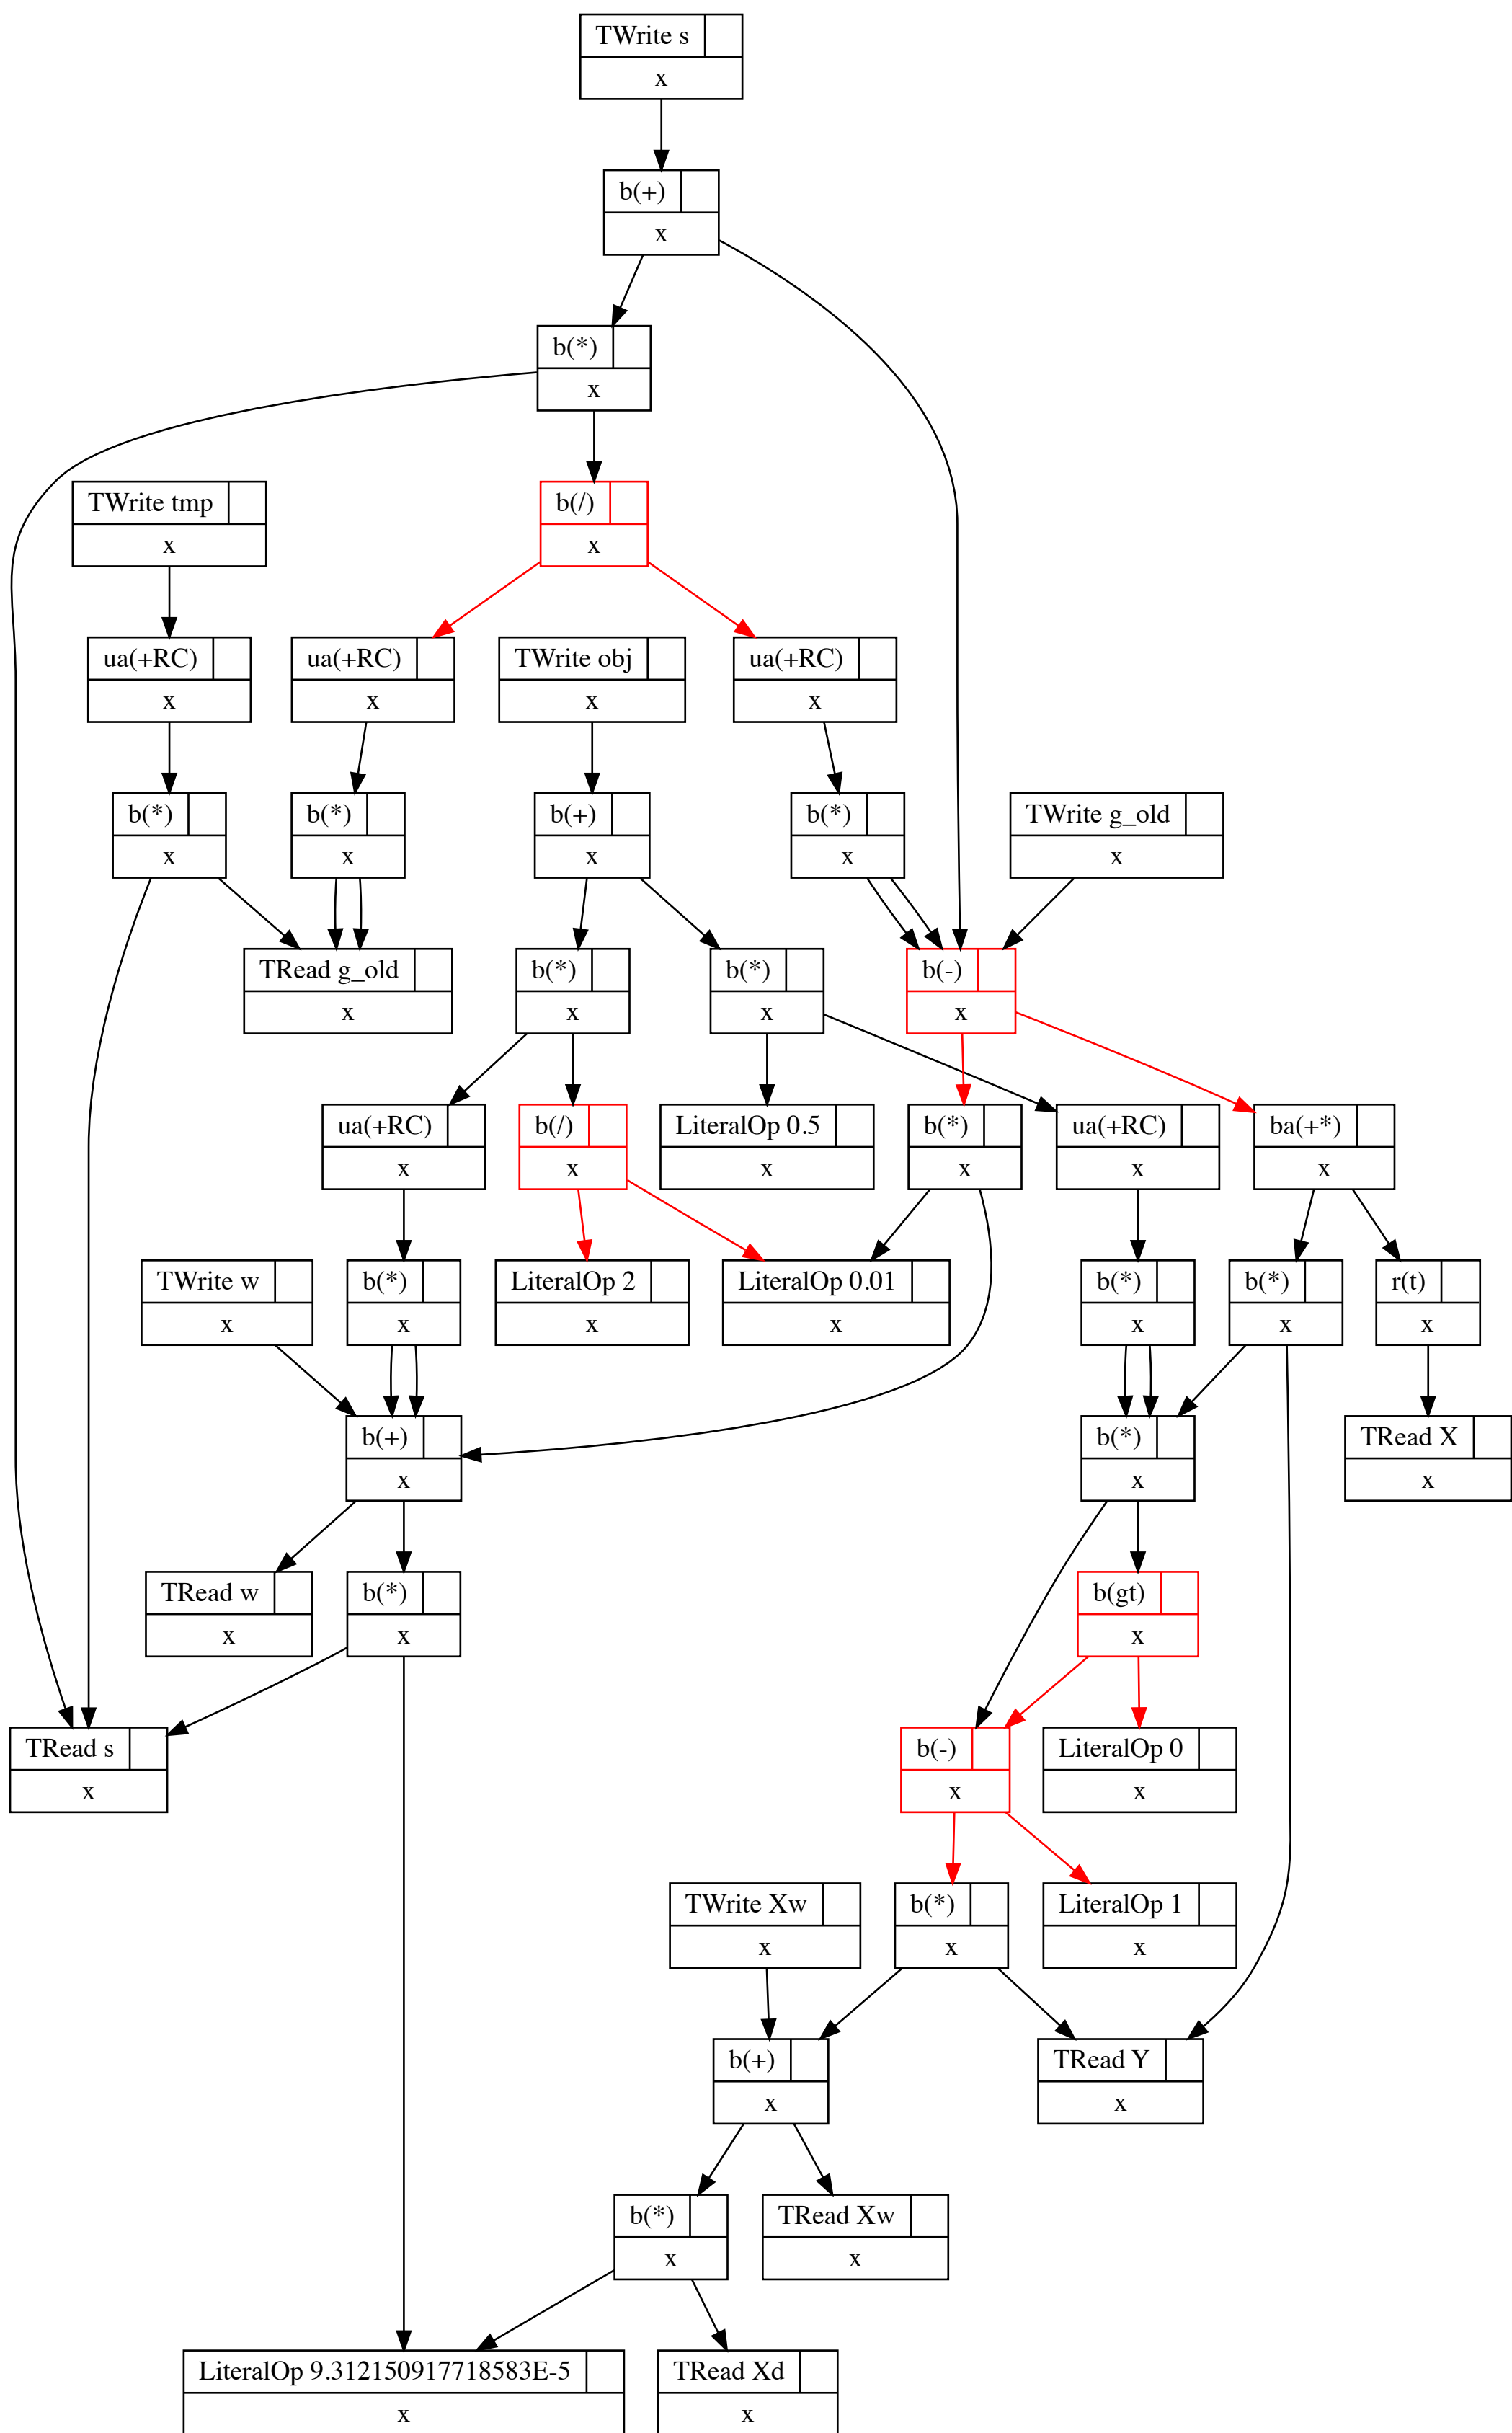 TWrite s
x
b(+)
x
b(*)
x
TWrite tmp
x
b(/)
x
ua(+RC)
x
ua(+RC)
x
TWrite obj
x
ua(+RC)
x
b(*)
x
b(*)
x
b(+)
x
b(*)
x
TWrite g_old
x
TRead g_old
x
b(*)
x
b(*)
x
b(-)
x
ua(+RC)
x
b(/)
x
LiteralOp 0.5
x
b(*)
x
ua(+RC)
x
ba(+*)
x
TWrite w
x
b(*)
x
LiteralOp 2
x
LiteralOp 0.01
x
b(*)
x
b(*)
x
r(t)
x
b(+)
x
b(*)
x
TRead X
x
TRead w
x
b(*)
x
b(gt)
x
TRead s
x
b(-)
x
LiteralOp 0
x
TWrite Xw
x
b(*)
x
LiteralOp 1
x
b(+)
x
TRead Y
x
b(*)
x
TRead Xw
x
LiteralOp 9.312150917718583E-5
x
TRead Xd
x